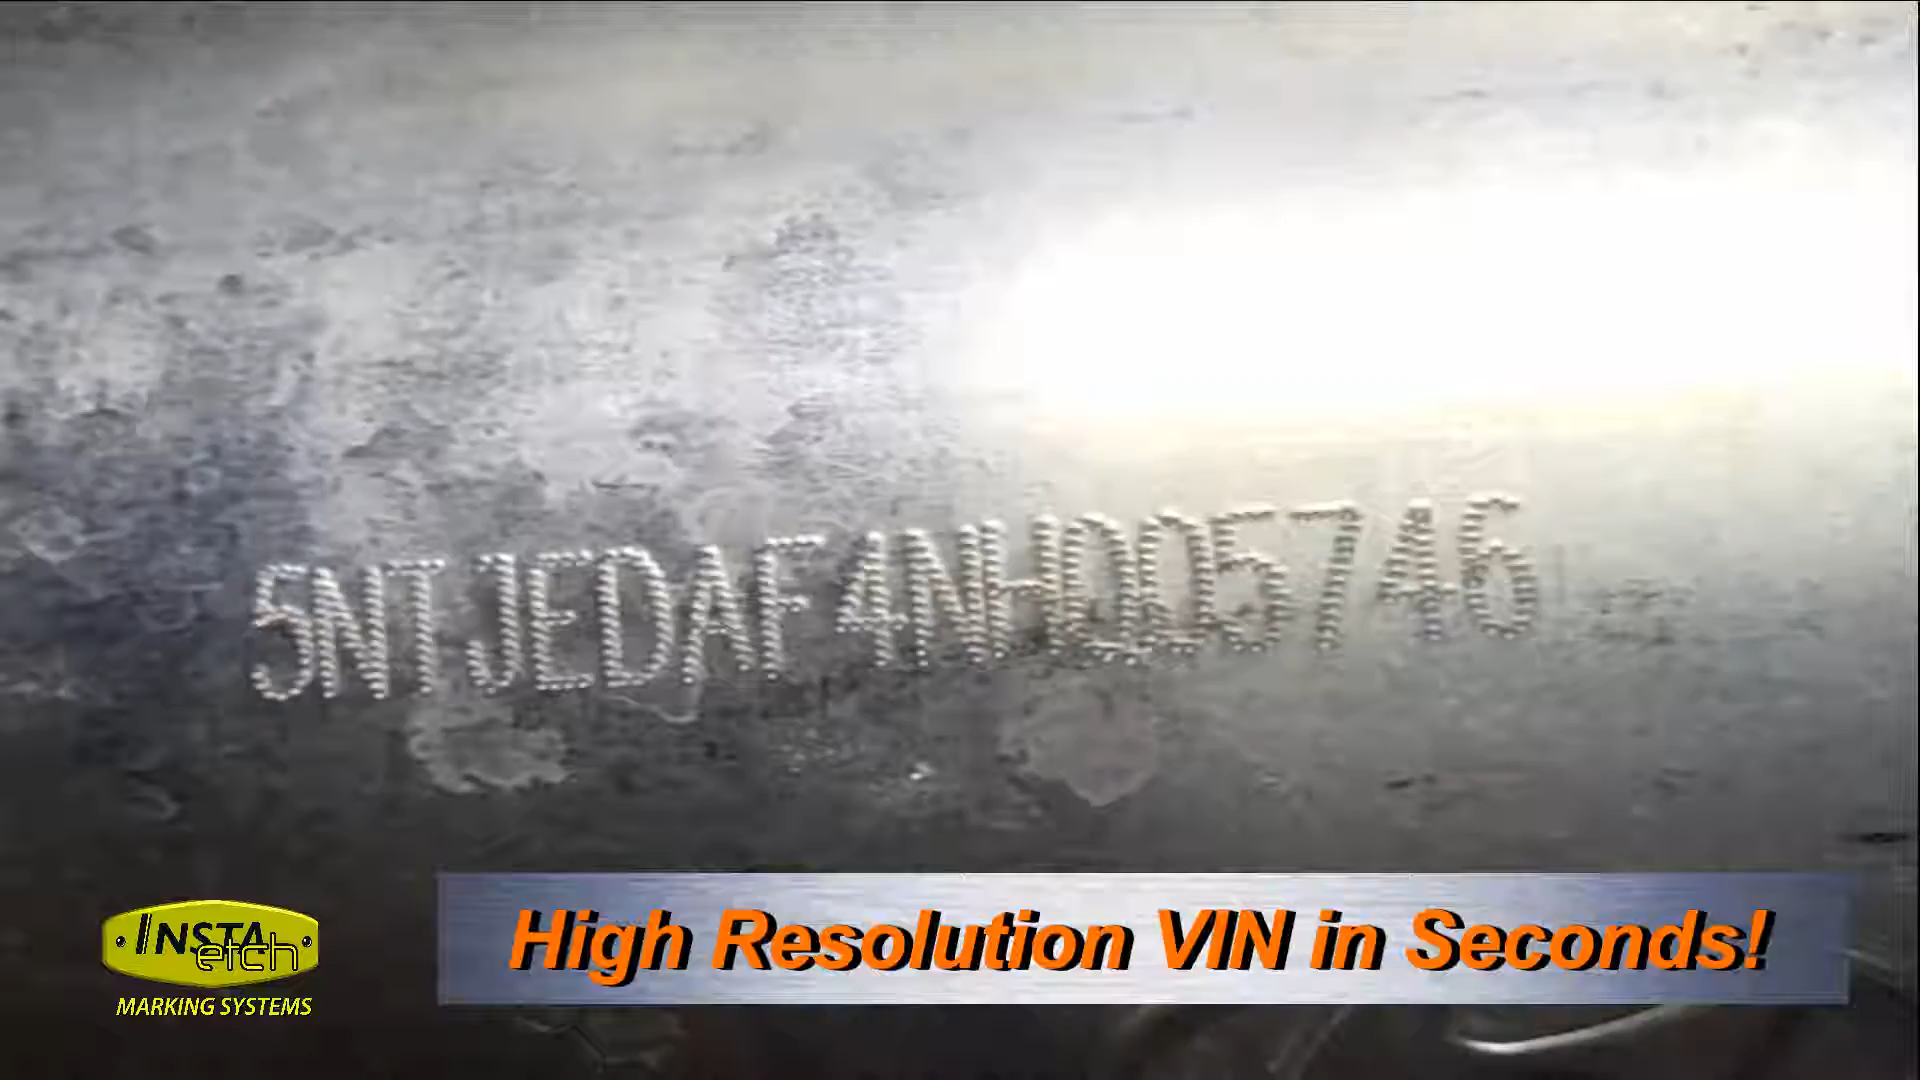 5NTJEDAF4NH005746
INSTA
etch
MARKING SYSTEMS
High Resolution VIN in Seconds!